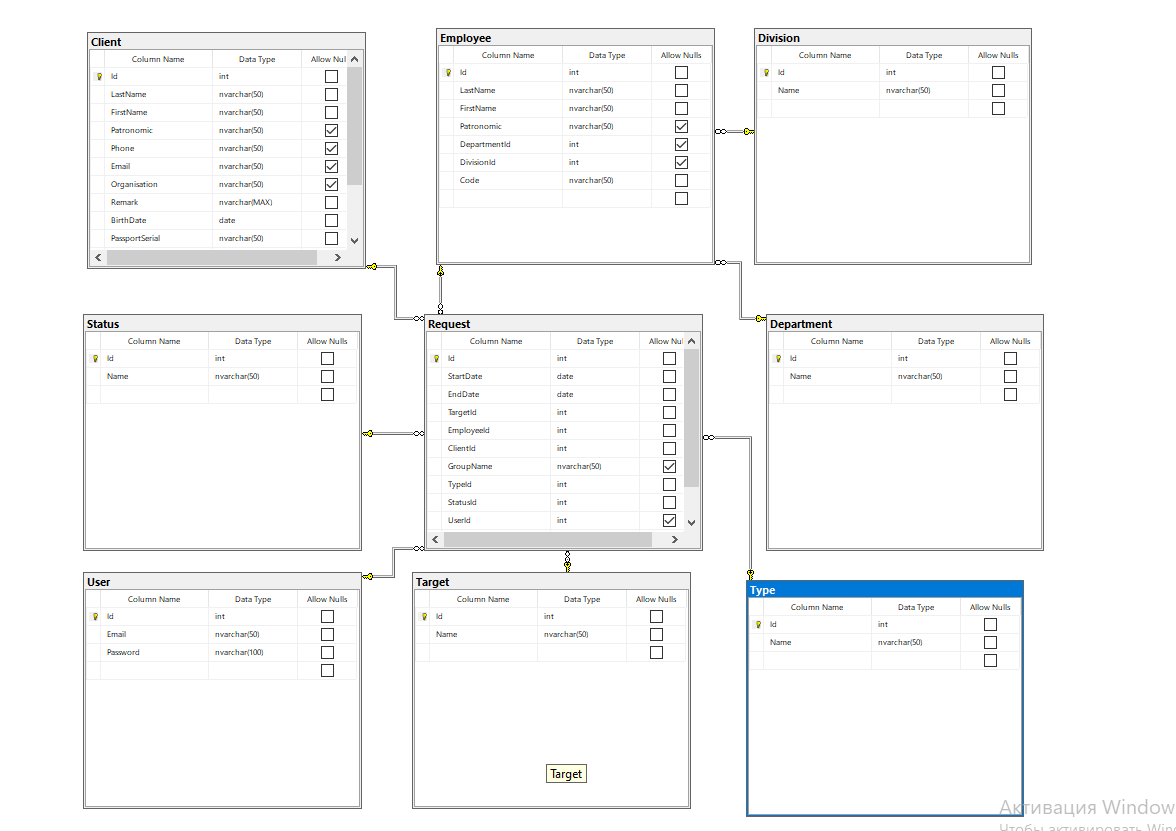 Client
Column Name Data Type Allow Nul
Id int
LastName nvarchar(50)
FirstName nvarchar(50)
Patronomic nvarchar(50)
Phone nvarchar(50)
Email nvarchar(50)
Organisation nvarchar(50)
Remark nvarchar(MAX)
BirthDate date
PassportSerial nvarchar(50)
Employee
Column Name Data Type Allow Nulls
Id int
LastName nvarchar(50)
FirstName nvarchar(50)
Patronomic nvarchar(50)
DepartmentId int
DivisionId int
Code nvarchar(50)
Division
Column Name Data Type Allow Nulls
Id int
Name nvarchar(50)
Status
Column Name Data Type Allow Nulls
Id int
Name nvarchar(50)
Request
Column Name Data Type Allow Nul
Id int
StartDate date
EndDate date
TargetId int
EmployeeId int
ClientId int
GroupName nvarchar(50)
TypeId int
StatusId int
UserId int
Department
Column Name Data Type Allow Nulls
Id int
Name nvarchar(50)
User
Column Name Data Type Allow Nulls
Id int
Email nvarchar(50)
Password nvarchar(100)
Target
Column Name Data Type Allow Nulls
Id int
Name nvarchar(50)
Target
Type
Column Name Data Type Allow Nulls
Id int
Name nvarchar(50)
Активация Window
Чтобы активировать Win